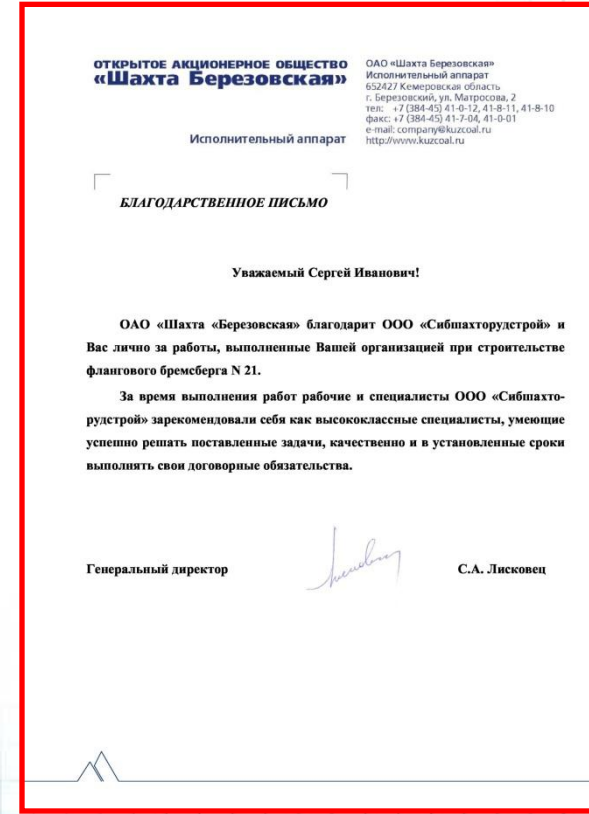 ОТКРЫТОЕ АКЦИОНЕРНОЕ ОБЩЕСТВО
«Шахта Березовская»
Исполнительный аппарат
ОАО «Шахта Березовская»
Исполнительный аппарат
652427 Кемеровская область
г. Березовский, ул. Матросова, 2
тел: +7 (384-45) 41-0-12, 41-8-11, 41-8-10
факс: +7 (384-45) 41-7-04, 41-0-01
e-mail: company@kuzcoal.ru
http://www.kuzcoal.ru
БЛАГОДАРСТВЕННОЕ ПИСЬМО
Уважаемый Сергей Иванович!
ОАО «Шахта «Березовская» благодарит ООО «Сибшахторудстрой» и
Вас лично за работы, выполненные Вашей организацией при строительстве
флангового бремсберга N 21.
За время выполнения работ рабочие и специалисты ООО «Сибшахто-
рудстрой» зарекомендовали себя как высококлассные специалисты, умеющие
успешно решать поставленные задачи, качественно и в установленные сроки
выполнять свои договорные обязательства.
Генеральный директор
С.А. Лисковец